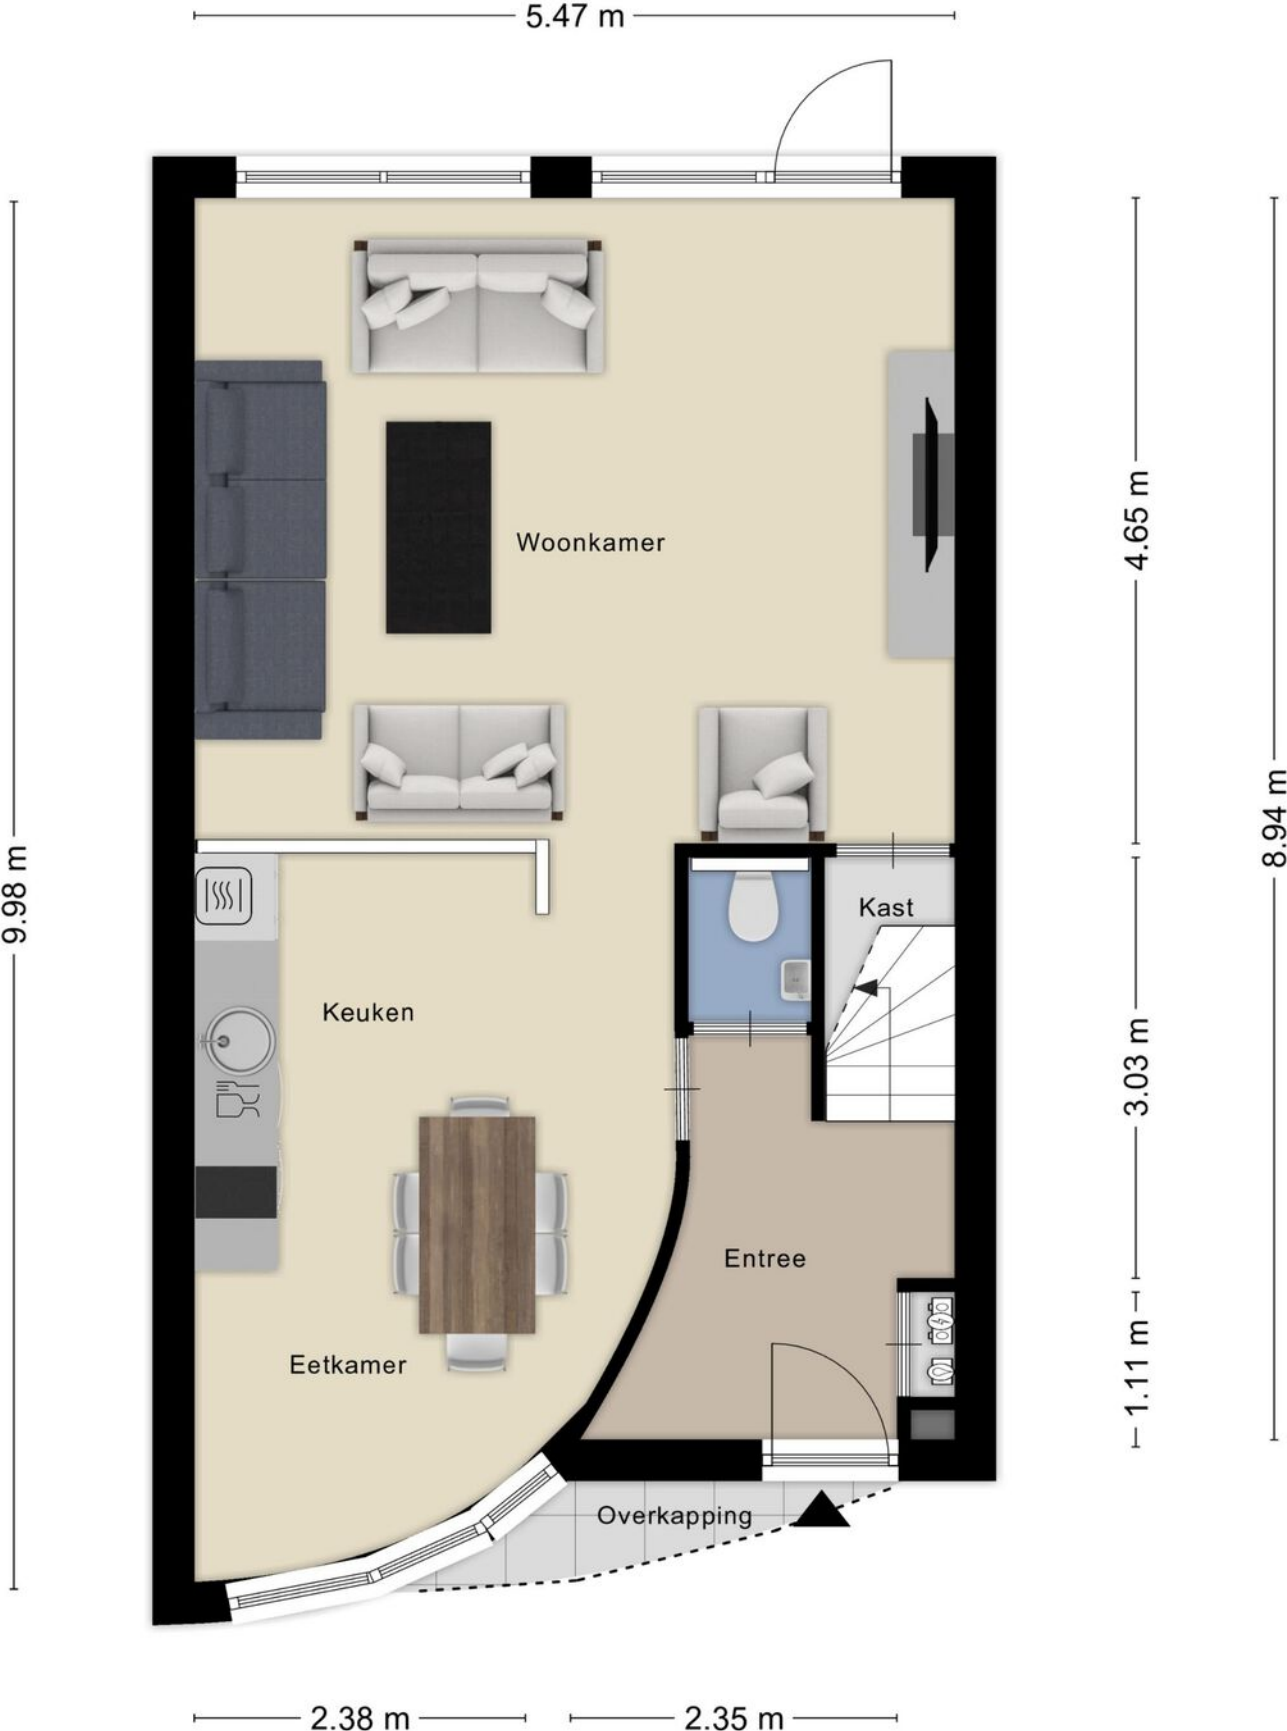 5.47 m
4.65 m
Woonkamer
8.94 m
9.98 m
Kast
Keuken
3.03 m
Entree
1.11 m
Eetkamer
Overkapping
2.38 m
2.35 m